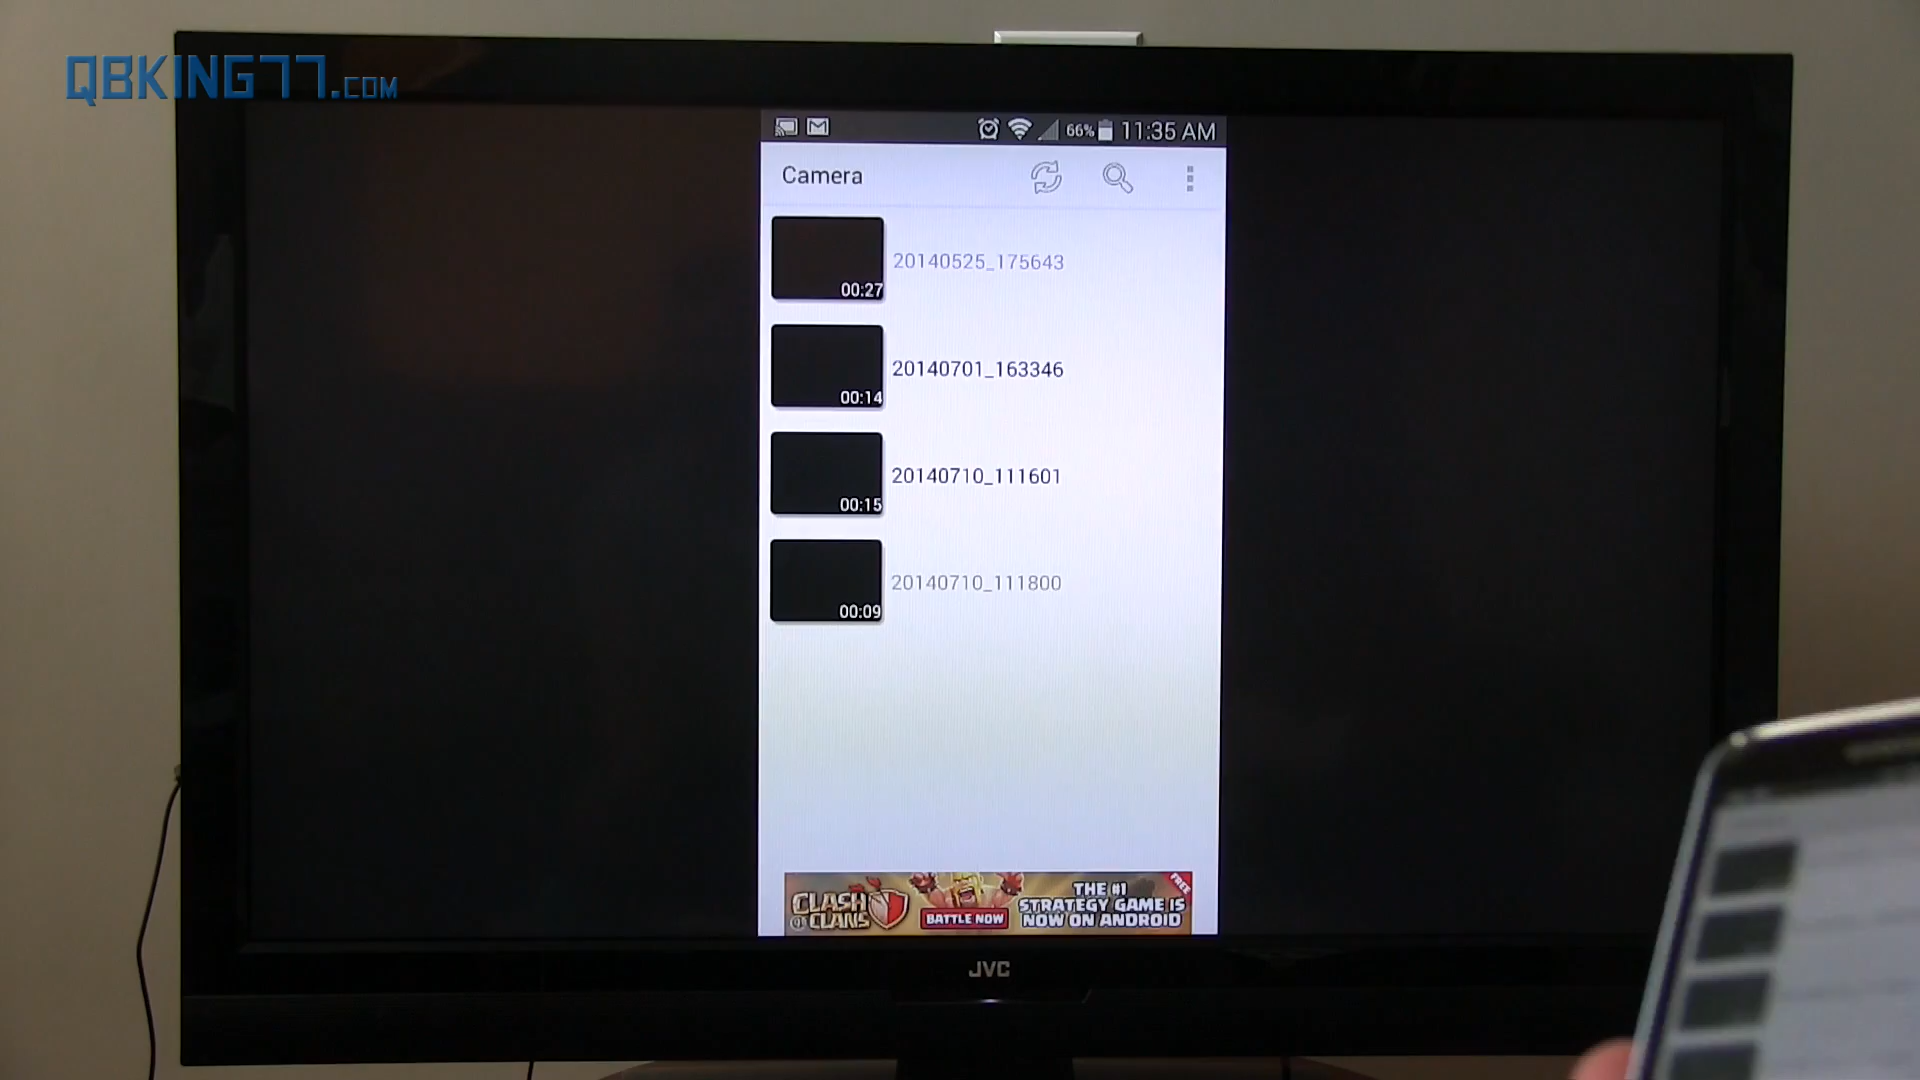 QBKING77.COM
66% 11:35 AM
Camera
20140525_175643
00:27
20140701_163346
00:14
20140710_111601
00:15
20140710_111800
00:09
CLASH OF CLANS
BATTLE NOW
THE #1
STRATEGY GAME IS
NOW ON ANDROID
FREE
JVC